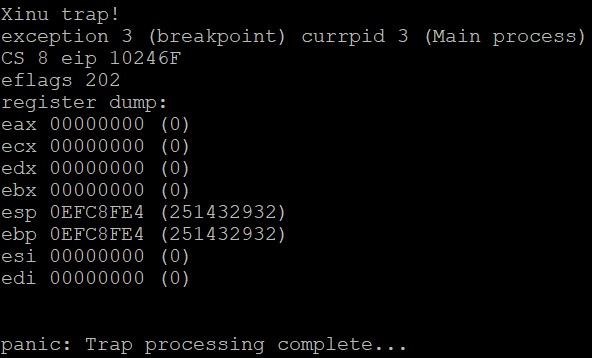 Xinu trap!
exception 3 (breakpoint) currpid 3 (Main process)
CS 8 eip 10246F
eflags 202
register dump:
eax 00000000 (0)
ecx 00000000 (0)
edx 00000000 (0)
ebx 00000000 (0)
esp 0EFC8FE4 (251432932)
ebp 0EFC8FE4 (251432932)
esi 00000000 (0)
edi 00000000 (0)
panic: Trap processing complete...